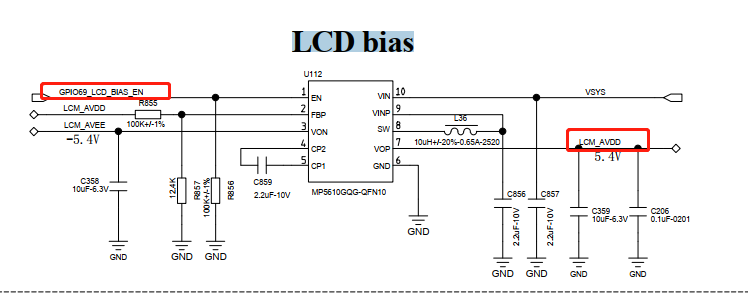 LCD bias
U112
GPIO69_LCD_BIAS_EN
1 EN
VIN 10
VSYS
LCM_AVDD
R855
100K+/-1%
2 FBP
VINP 9
LCM_AVEE
-5.4V
3 VON
SW 8
L36
10uH+/-20%-0.65A-2520
4 CP2
VOP 7
LCM_AVDD
5.4V
5 CP1
GND 6
MP5610GQG-QFN10
C859
2.2uF-10V
C358
10uF-6.3V
12.4K
R857
100K+/-1%
R856
C856
2.2uF-10V
C857
2.2uF-10V
C359
10uF-6.3V
C206
0.1uF-0201
GND
GND
GND
GND
GND
GND
GND
GND